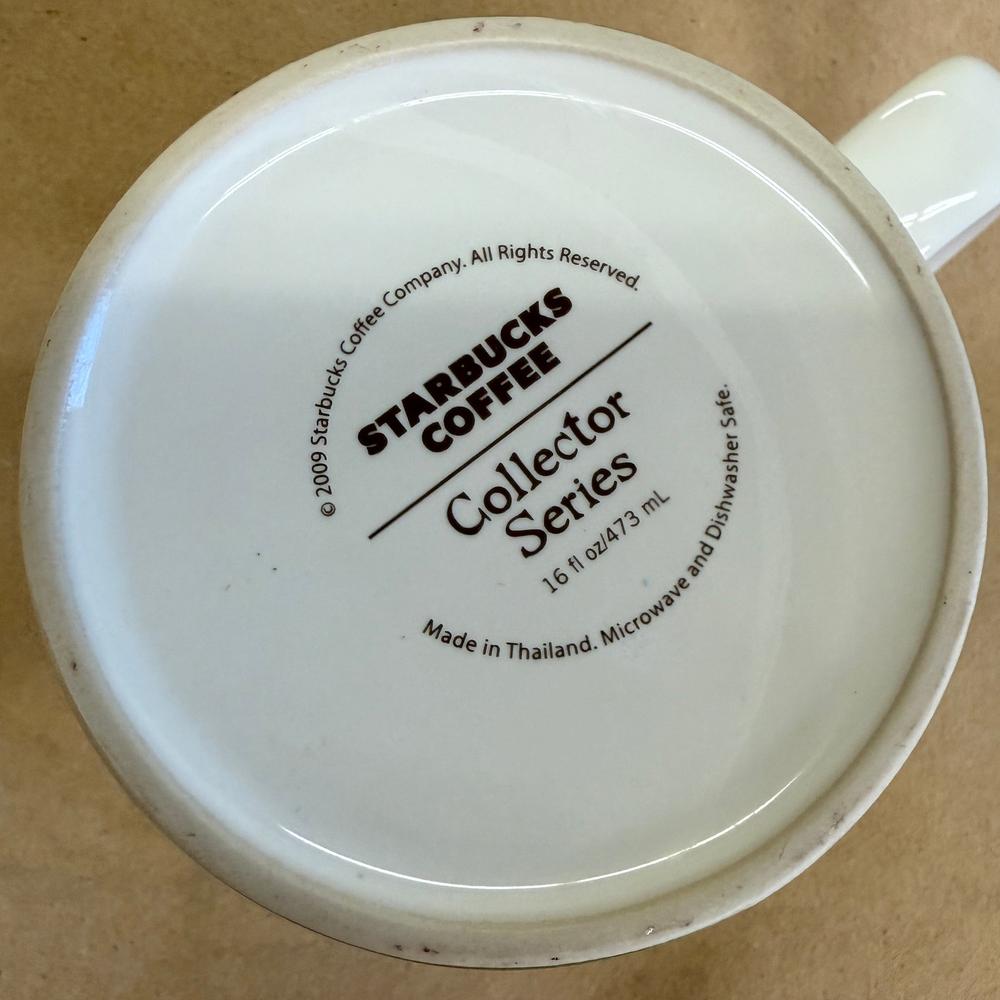 © 2009 Starbucks Coffee Company. All Rights Reserved.
STARBUCKS
COFFEE
Collector
Series
16 fl oz/473 mL
Made in Thailand. Microwave and Dishwasher Safe.